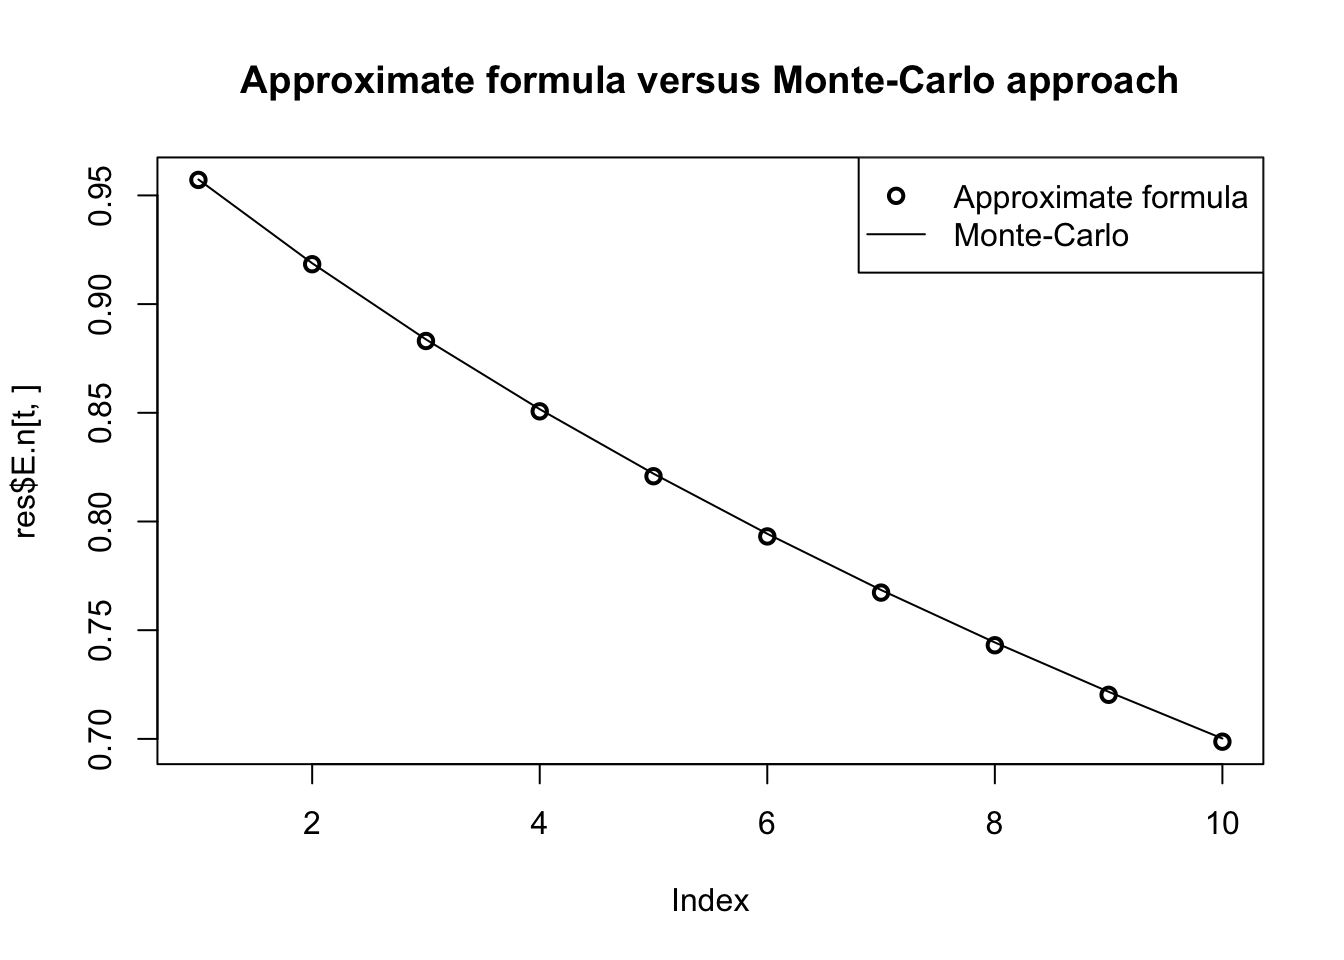 Approximate formula versus Monte-Carlo approach
Approximate formula
Monte-Carlo
res$E.n[t, ]
0.95
0.90
0.85
0.80
0.75
0.70
2
4
6
8
10
Index